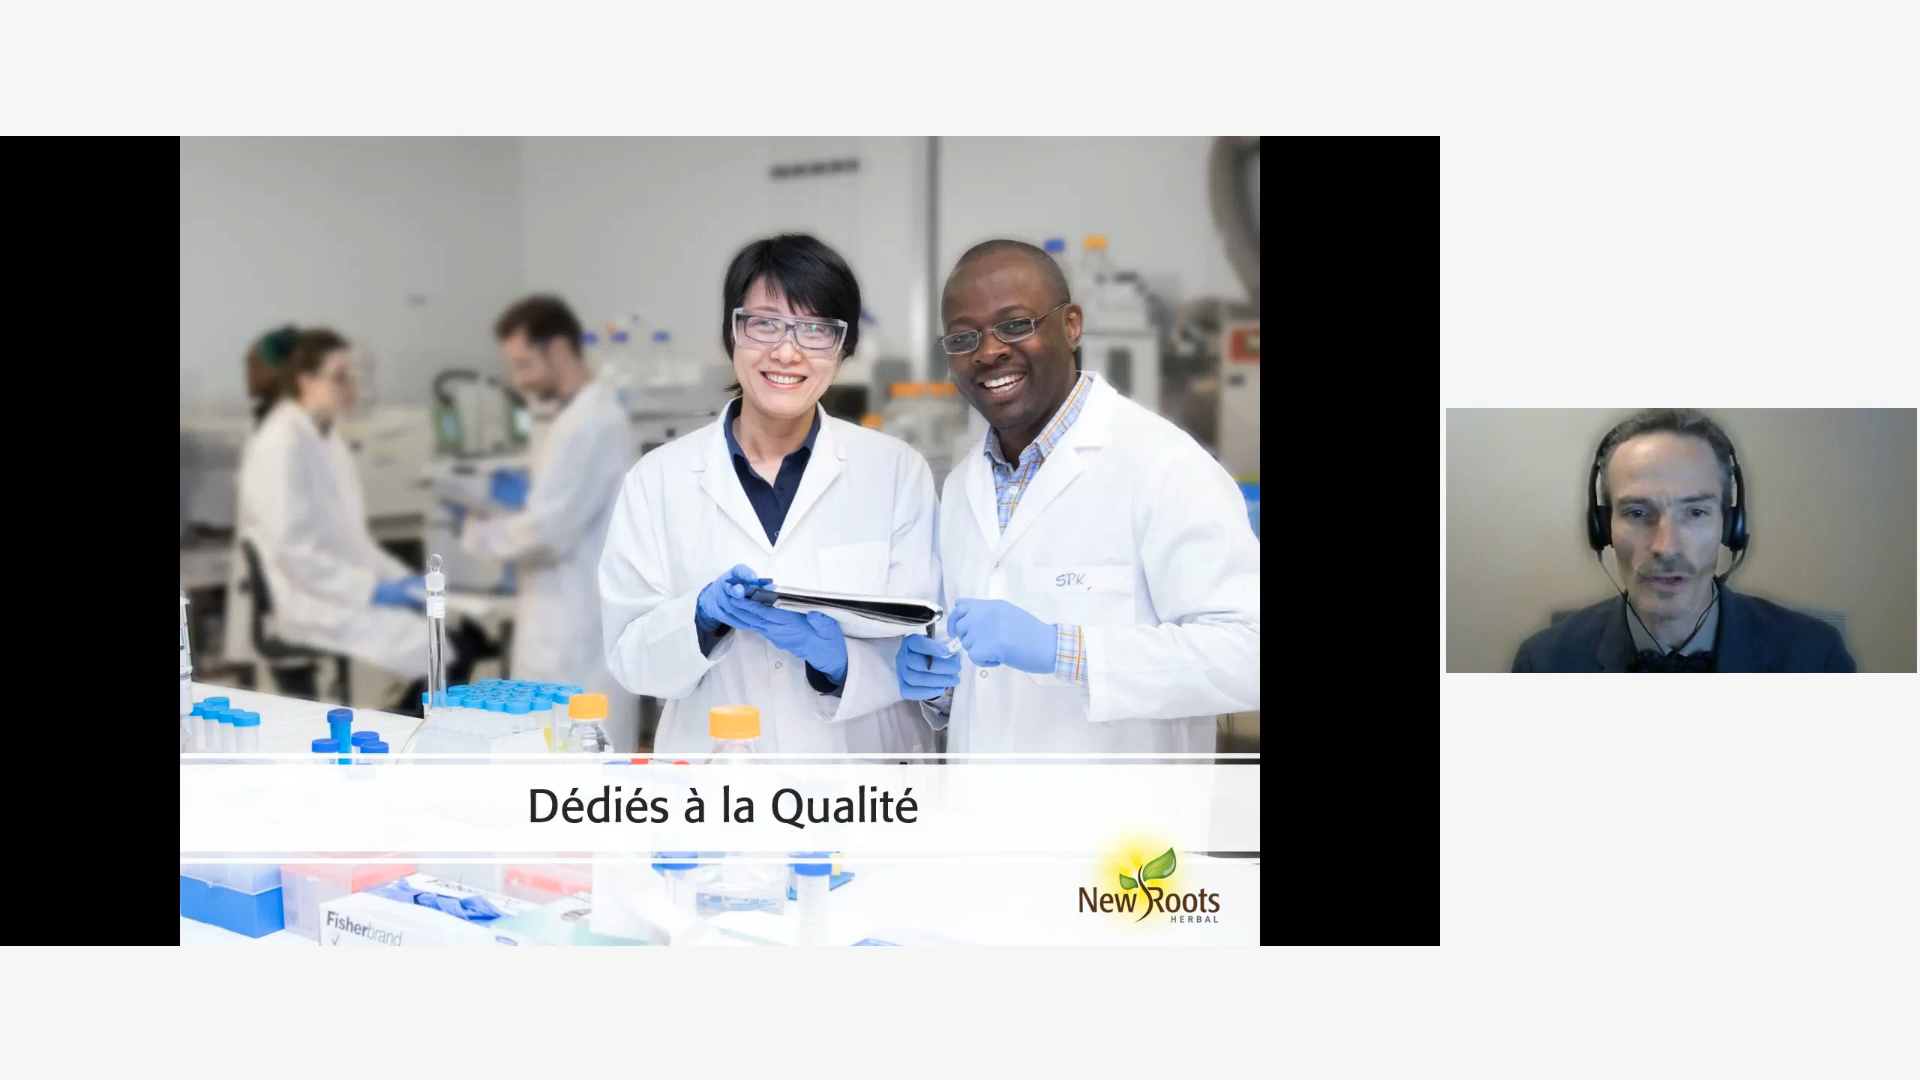 SPK
Dédiés à la Qualité
New Roots
HERBAL
Fisherbrand